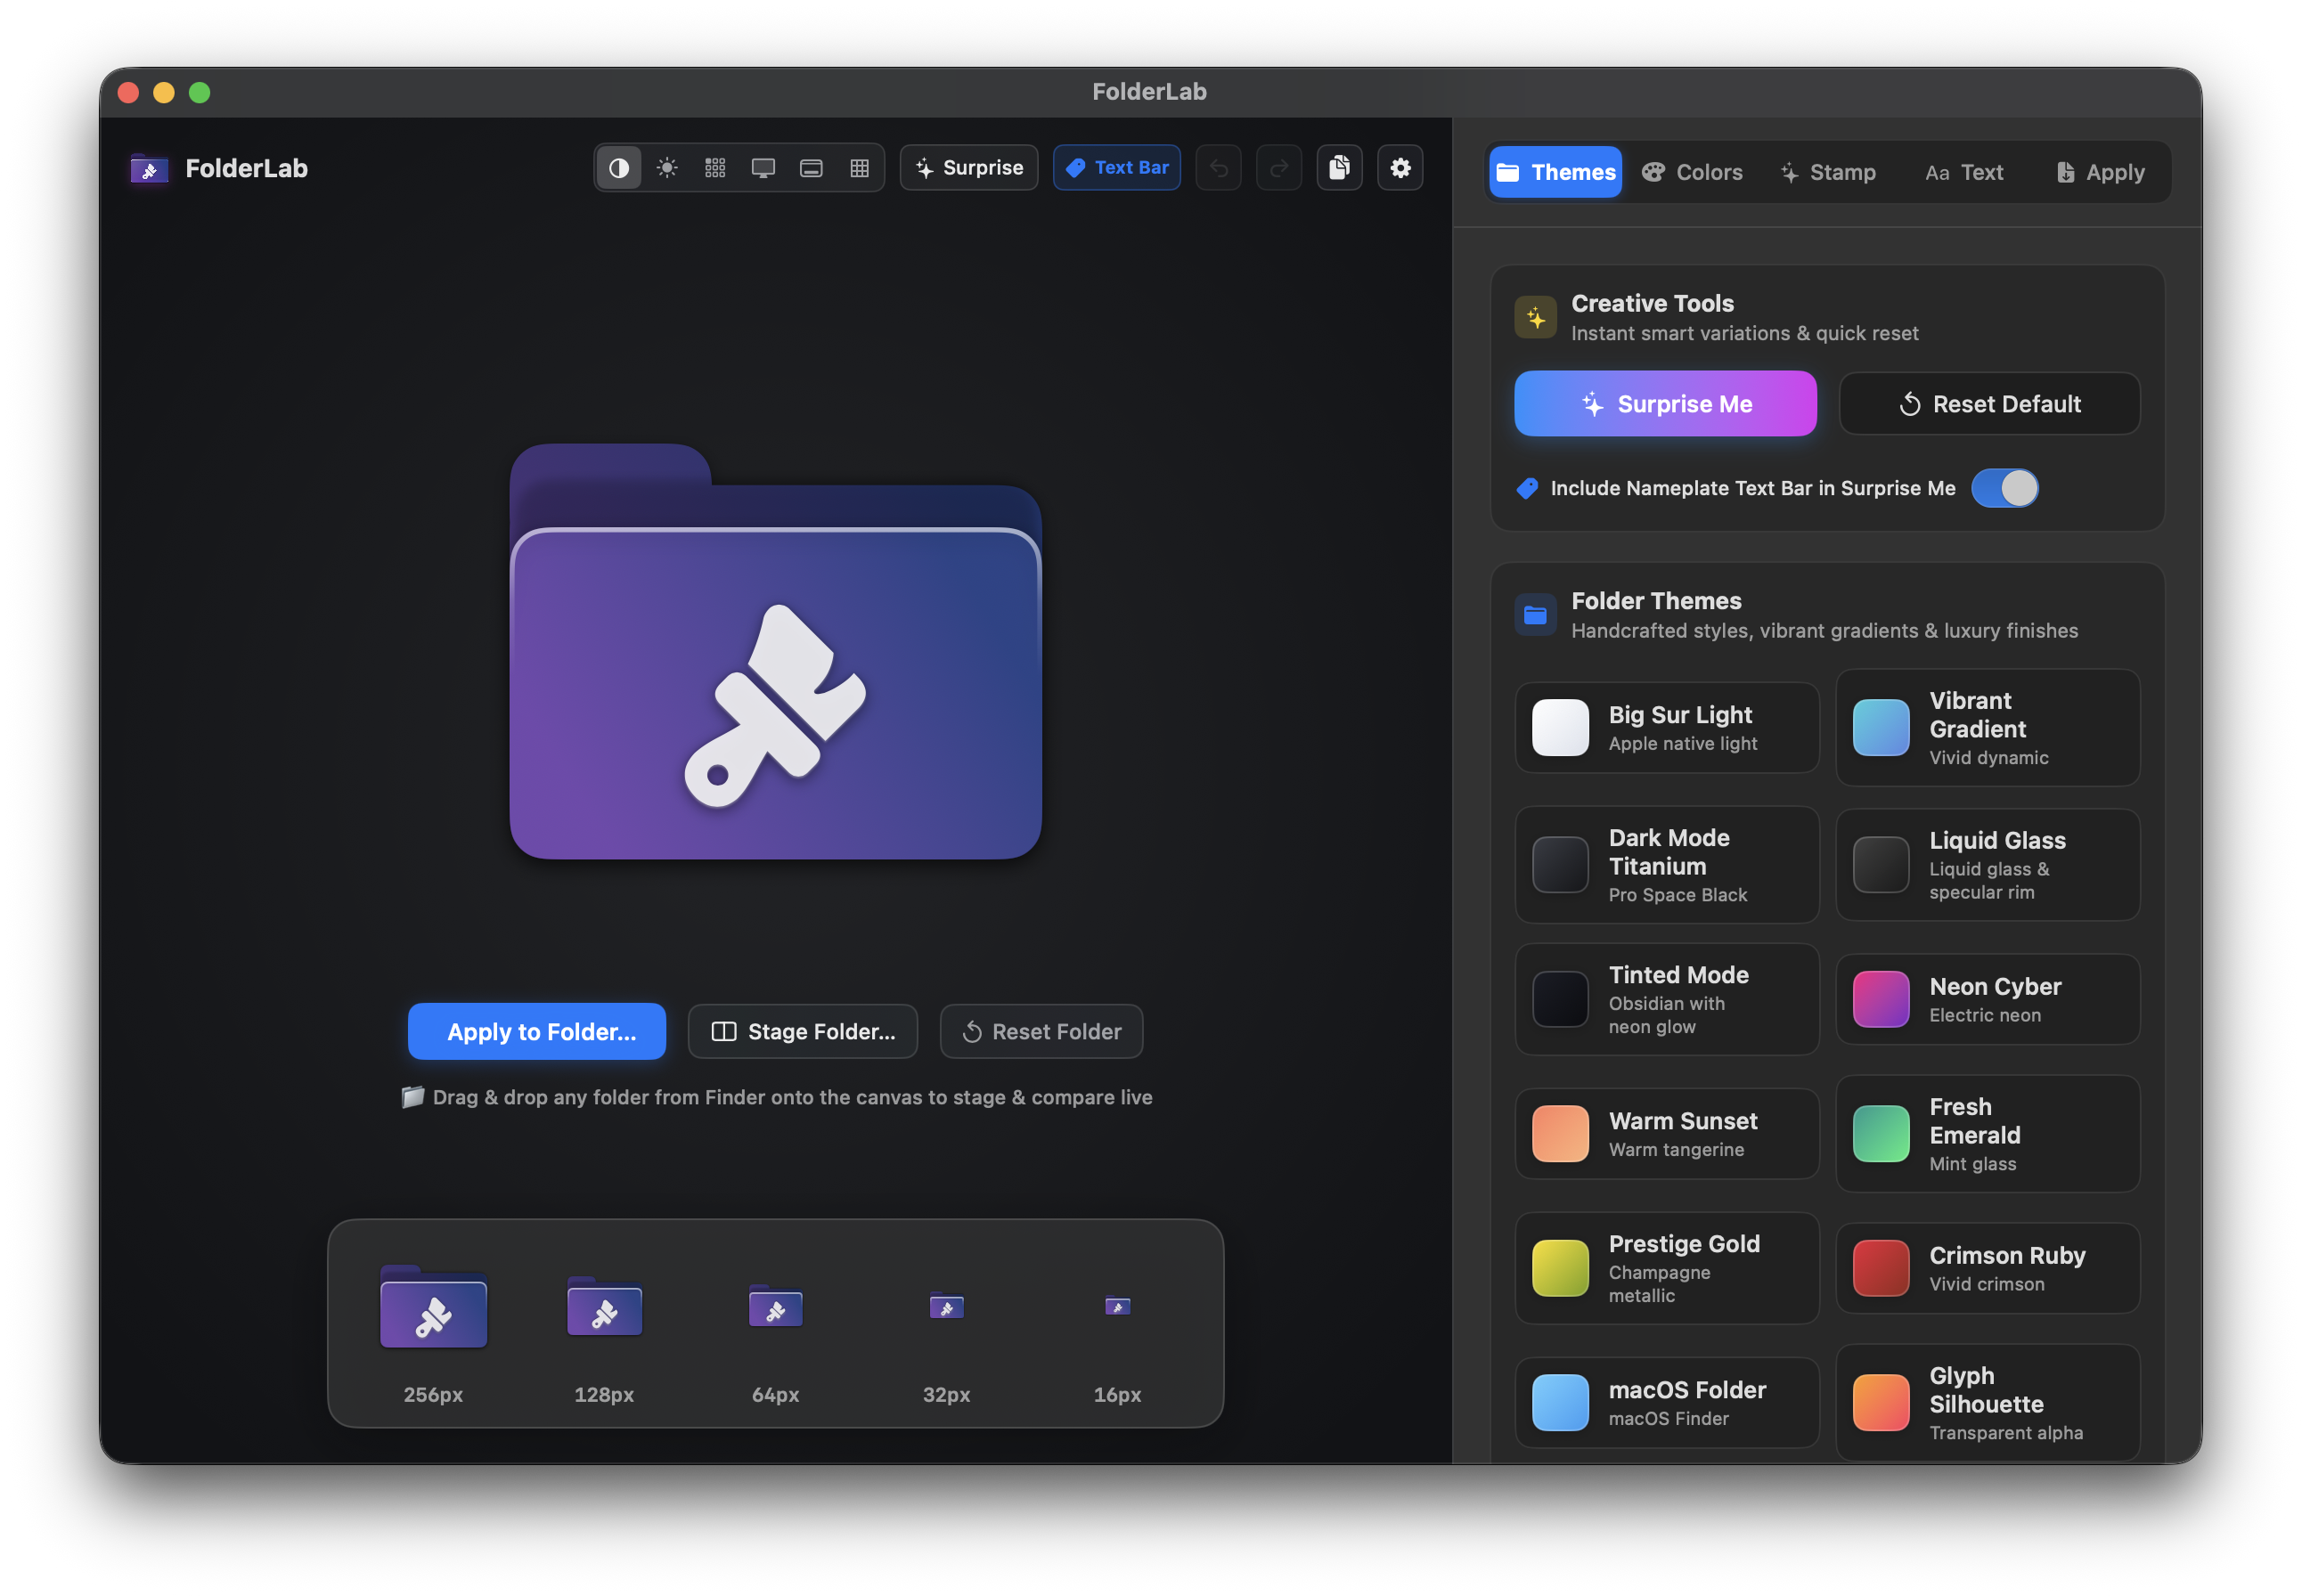 FolderLab
FolderLab
Surprise
Text Bar
Themes
Colors
Stamp
Aa Text
Apply
Creative Tools
Instant smart variations & quick reset
Surprise Me
Reset Default
Include Nameplate Text Bar in Surprise Me
Folder Themes
Handcrafted styles, vibrant gradients & luxury finishes
Big Sur Light
Apple native light
Vibrant
Gradient
Vivid dynamic
Dark Mode
Titanium
Pro Space Black
Liquid Glass
Liquid glass &
specular rim
Tinted Mode
Obsidian with
neon glow
Neon Cyber
Electric neon
Warm Sunset
Warm tangerine
Fresh
Emerald
Mint glass
Prestige Gold
Champagne
metallic
Crimson Ruby
Vivid crimson
macOS Folder
macOS Finder
Glyph
Silhouette
Transparent alpha
Apply to Folder...
Stage Folder...
Reset Folder
Drag & drop any folder from Finder onto the canvas to stage & compare live
256px
128px
64px
32px
16px